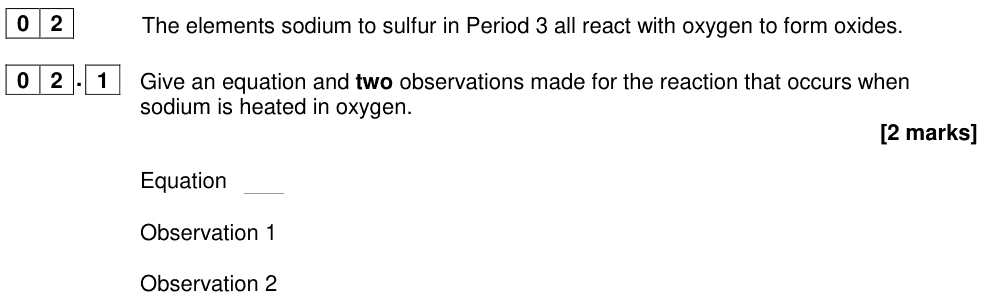 0 2 The elements sodium to sulfur in Period 3 all react with oxygen to form oxides.
0 2 . 1 Give an equation and two observations made for the reaction that occurs when
sodium is heated in oxygen.
[2 marks]
Equation ___
Observation 1
Observation 2